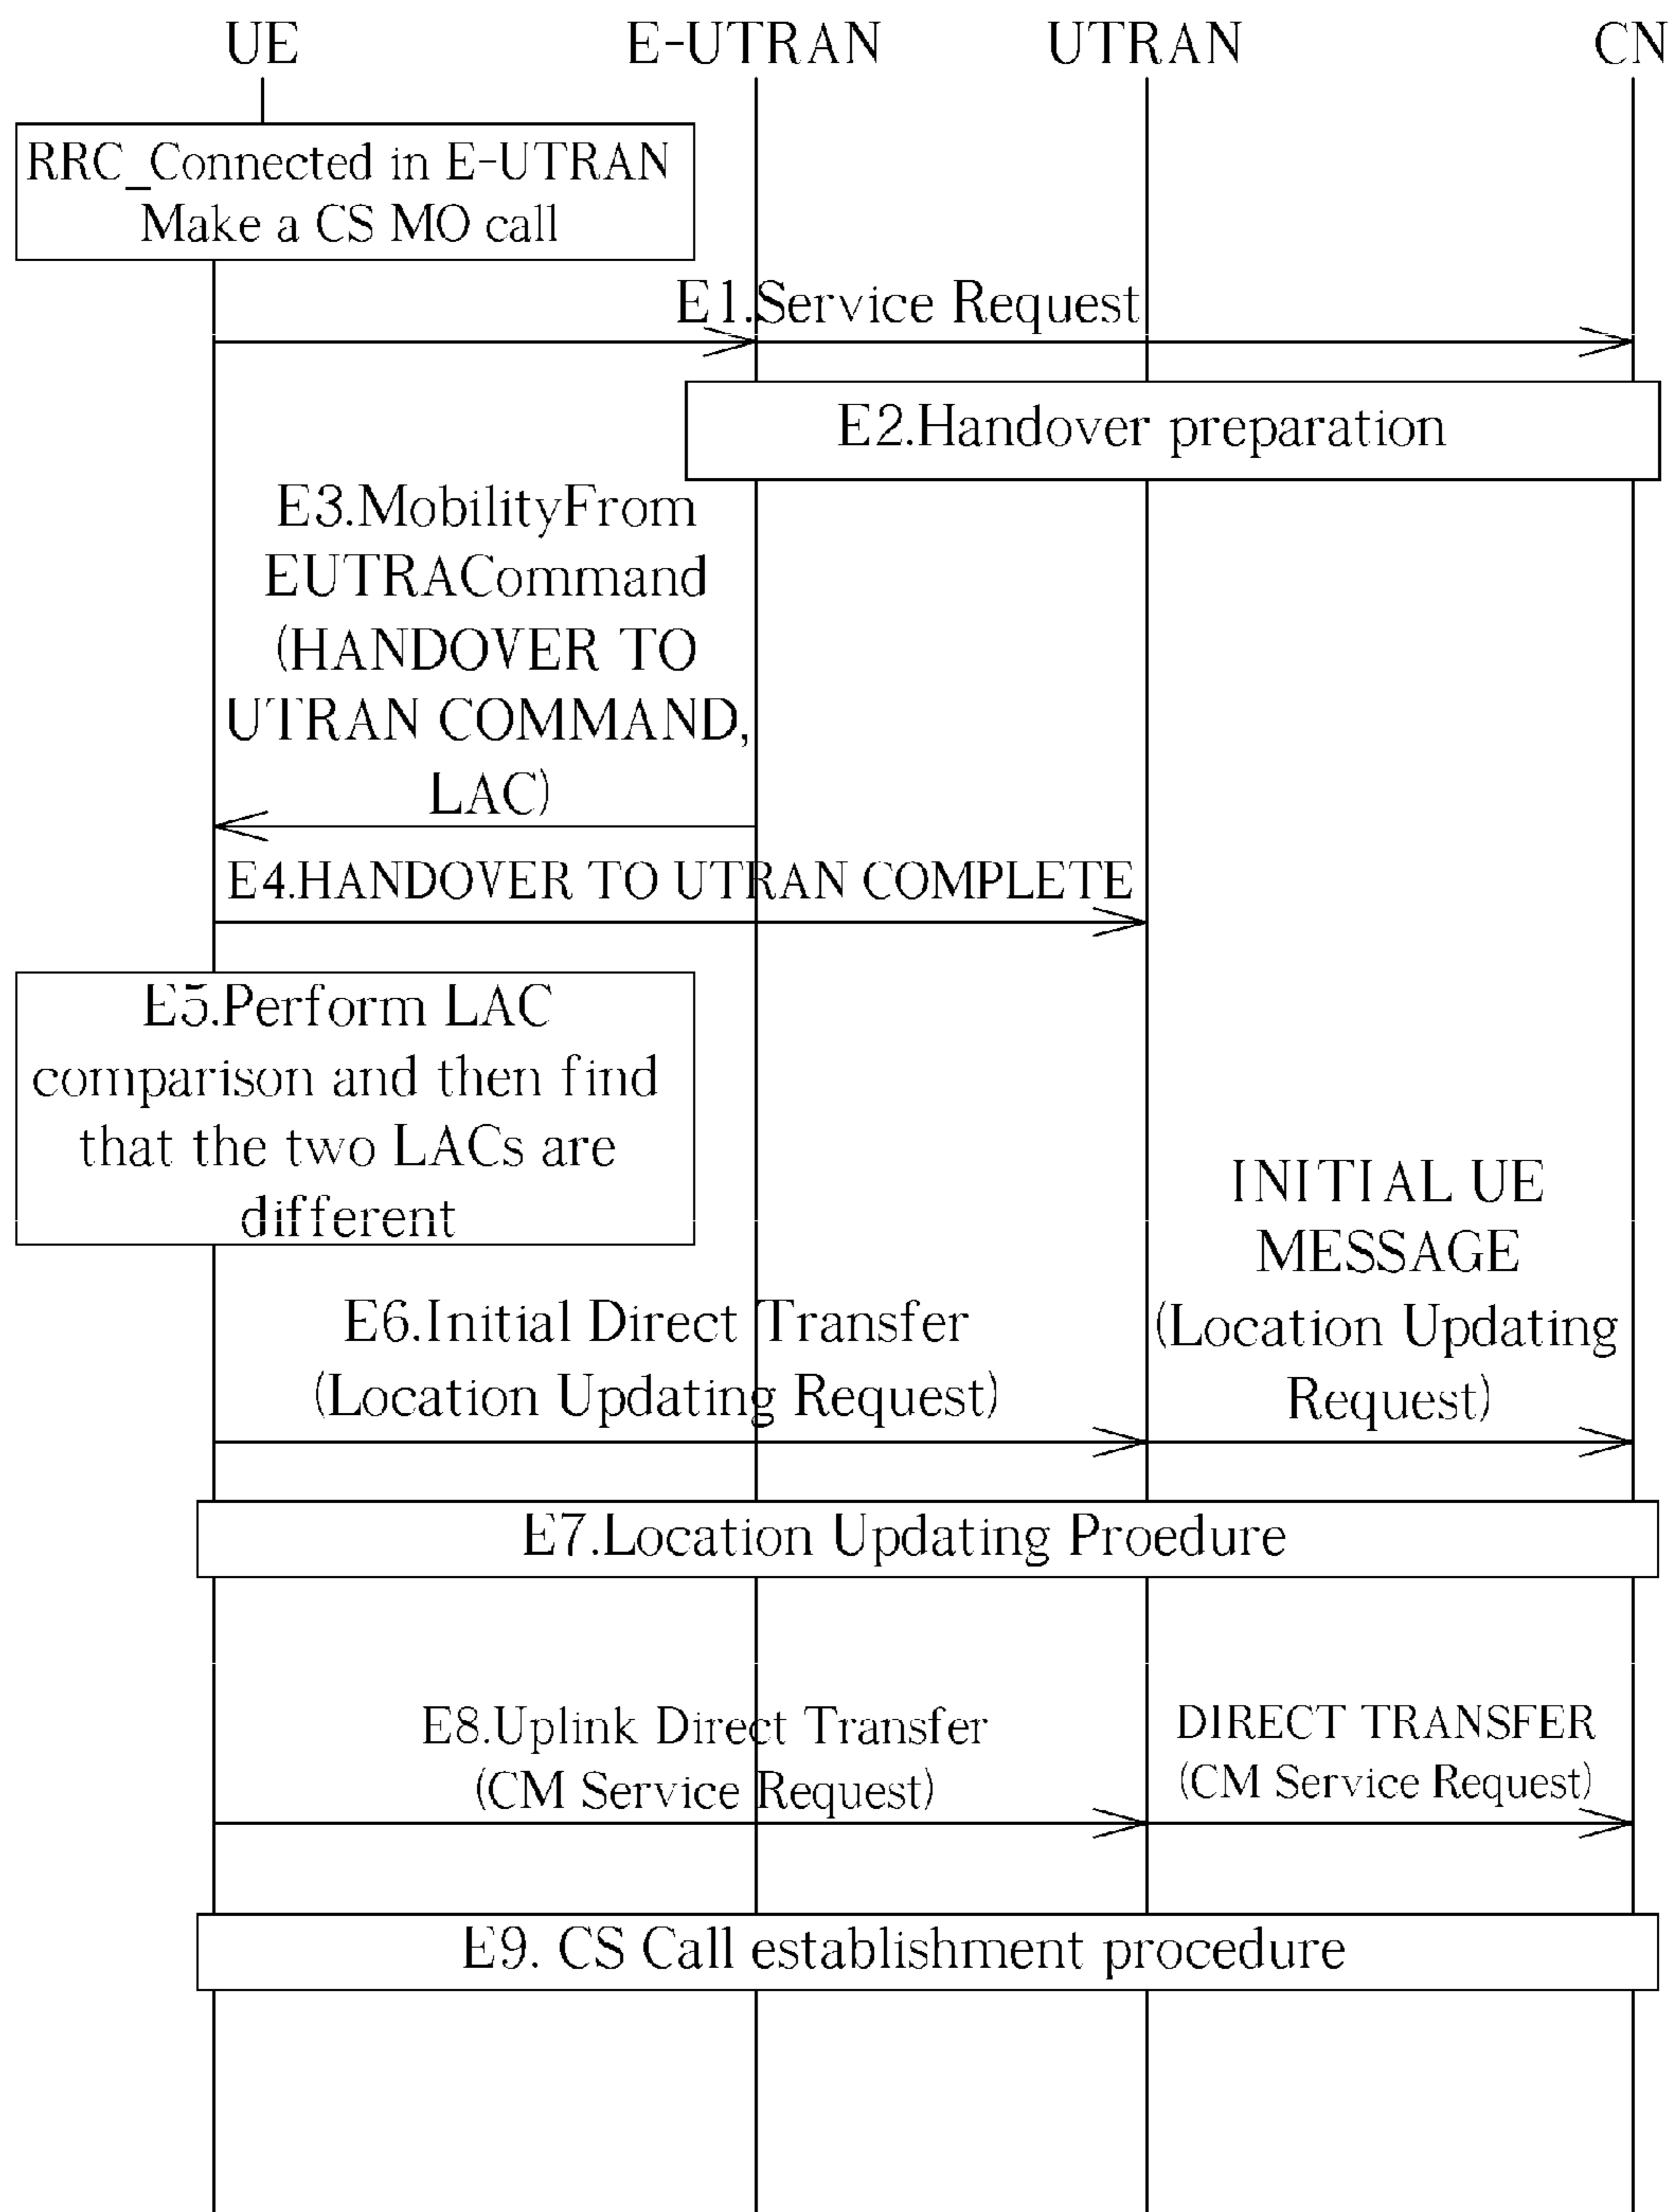 UE E-UTRAN UTRAN CN
RRC_Connected in E-UTRAN
Make a CS MO call
E1.Service Request
E2.Handover preparation
E3.MobilityFrom
EUTRACommand
(HANDOVER TO
UTRAN COMMAND,
LAC)
E4.HANDOVER TO UTRAN COMPLETE
E5.Perform LAC
comparison and then find
that the two LACs are
different
E6.Initial Direct Transfer
(Location Updating Request)
INITIAL UE
MESSAGE
(Location Updating
Request)
E7.Location Updating Proedure
E8.Uplink Direct Transfer
(CM Service Request)
DIRECT TRANSFER
(CM Service Request)
E9. CS Call establishment procedure